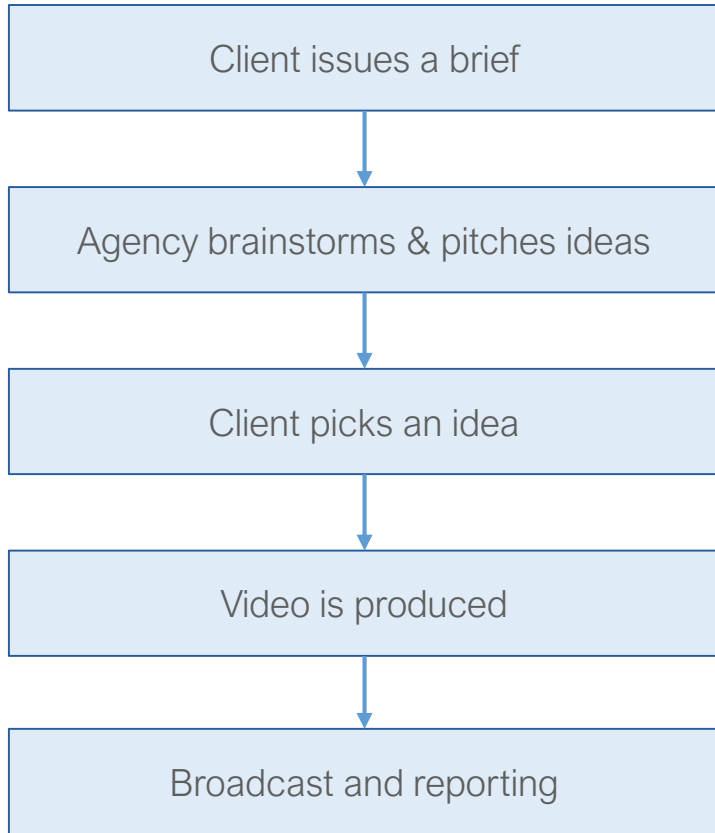 Client issues a brief
Agency brainstorms & pitches ideas
Client picks an idea
Video is produced
Broadcast and reporting